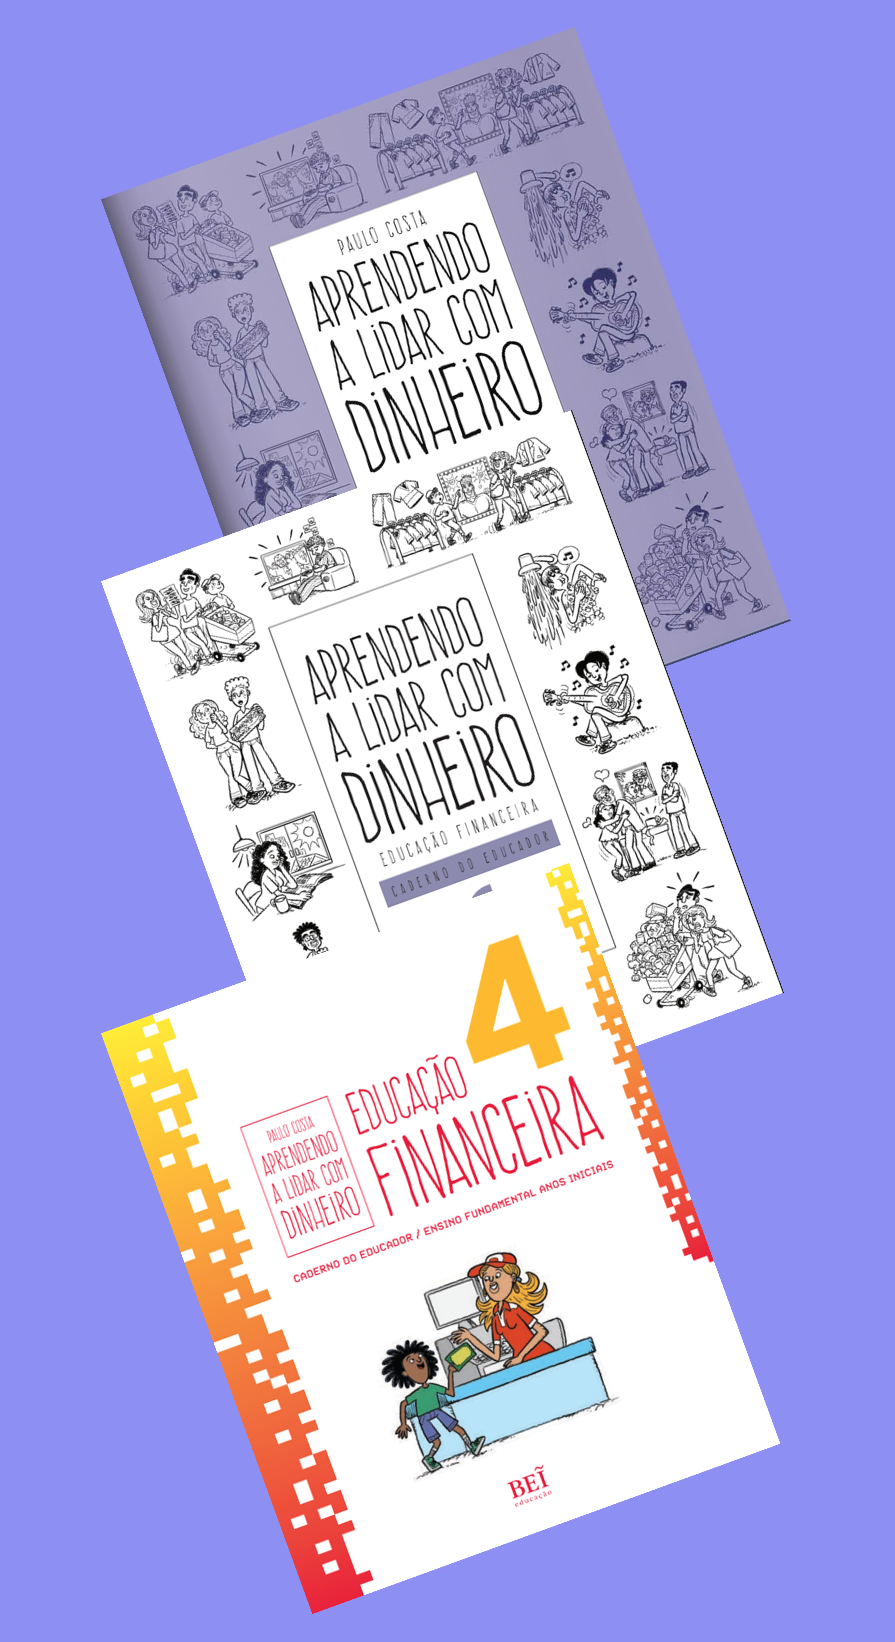 PAULO COSTA
APRENDENDO
A LiDAR COM
DiNHEiRO
APRENDENDO
A LiDAR COM
DiNHEiRO
EDUCAÇÃO FINANCEIRA
CADERNO DO EDUCADOR
4
EDUCAÇÃO
FiNANCEiRA
PAULO COSTA
APRENDENDO
A LiDAR COM
DiNHEiRO
CADERNO DO EDUCADOR / ENSINO FUNDAMENTAL ANOS INICIAIS
BEĨ
educação